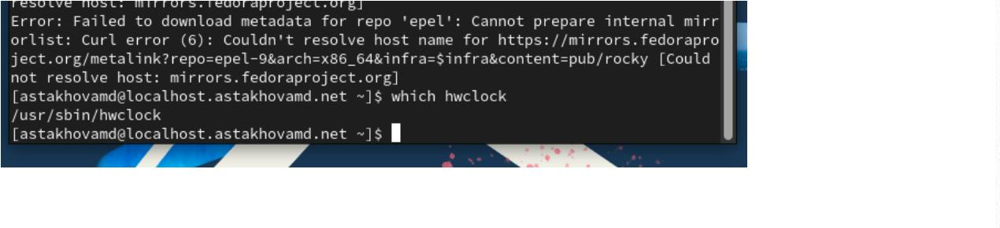 resolve host: mirrors.fedoraproject.org]
Error: Failed to download metadata for repo 'epel': Cannot prepare internal mirr
orlist: Curl error (6): Couldn't resolve host name for https://mirrors.fedorapro
ject.org/metalink?repo=epel-9&arch=x86_64&infra=$infra&content=pub/rocky [Could
not resolve host: mirrors.fedoraproject.org]
[astakhovamd@localhost.astakhovamd.net ~]$ which hwclock
/usr/sbin/hwclock
[astakhovamd@localhost.astakhovamd.net ~]$